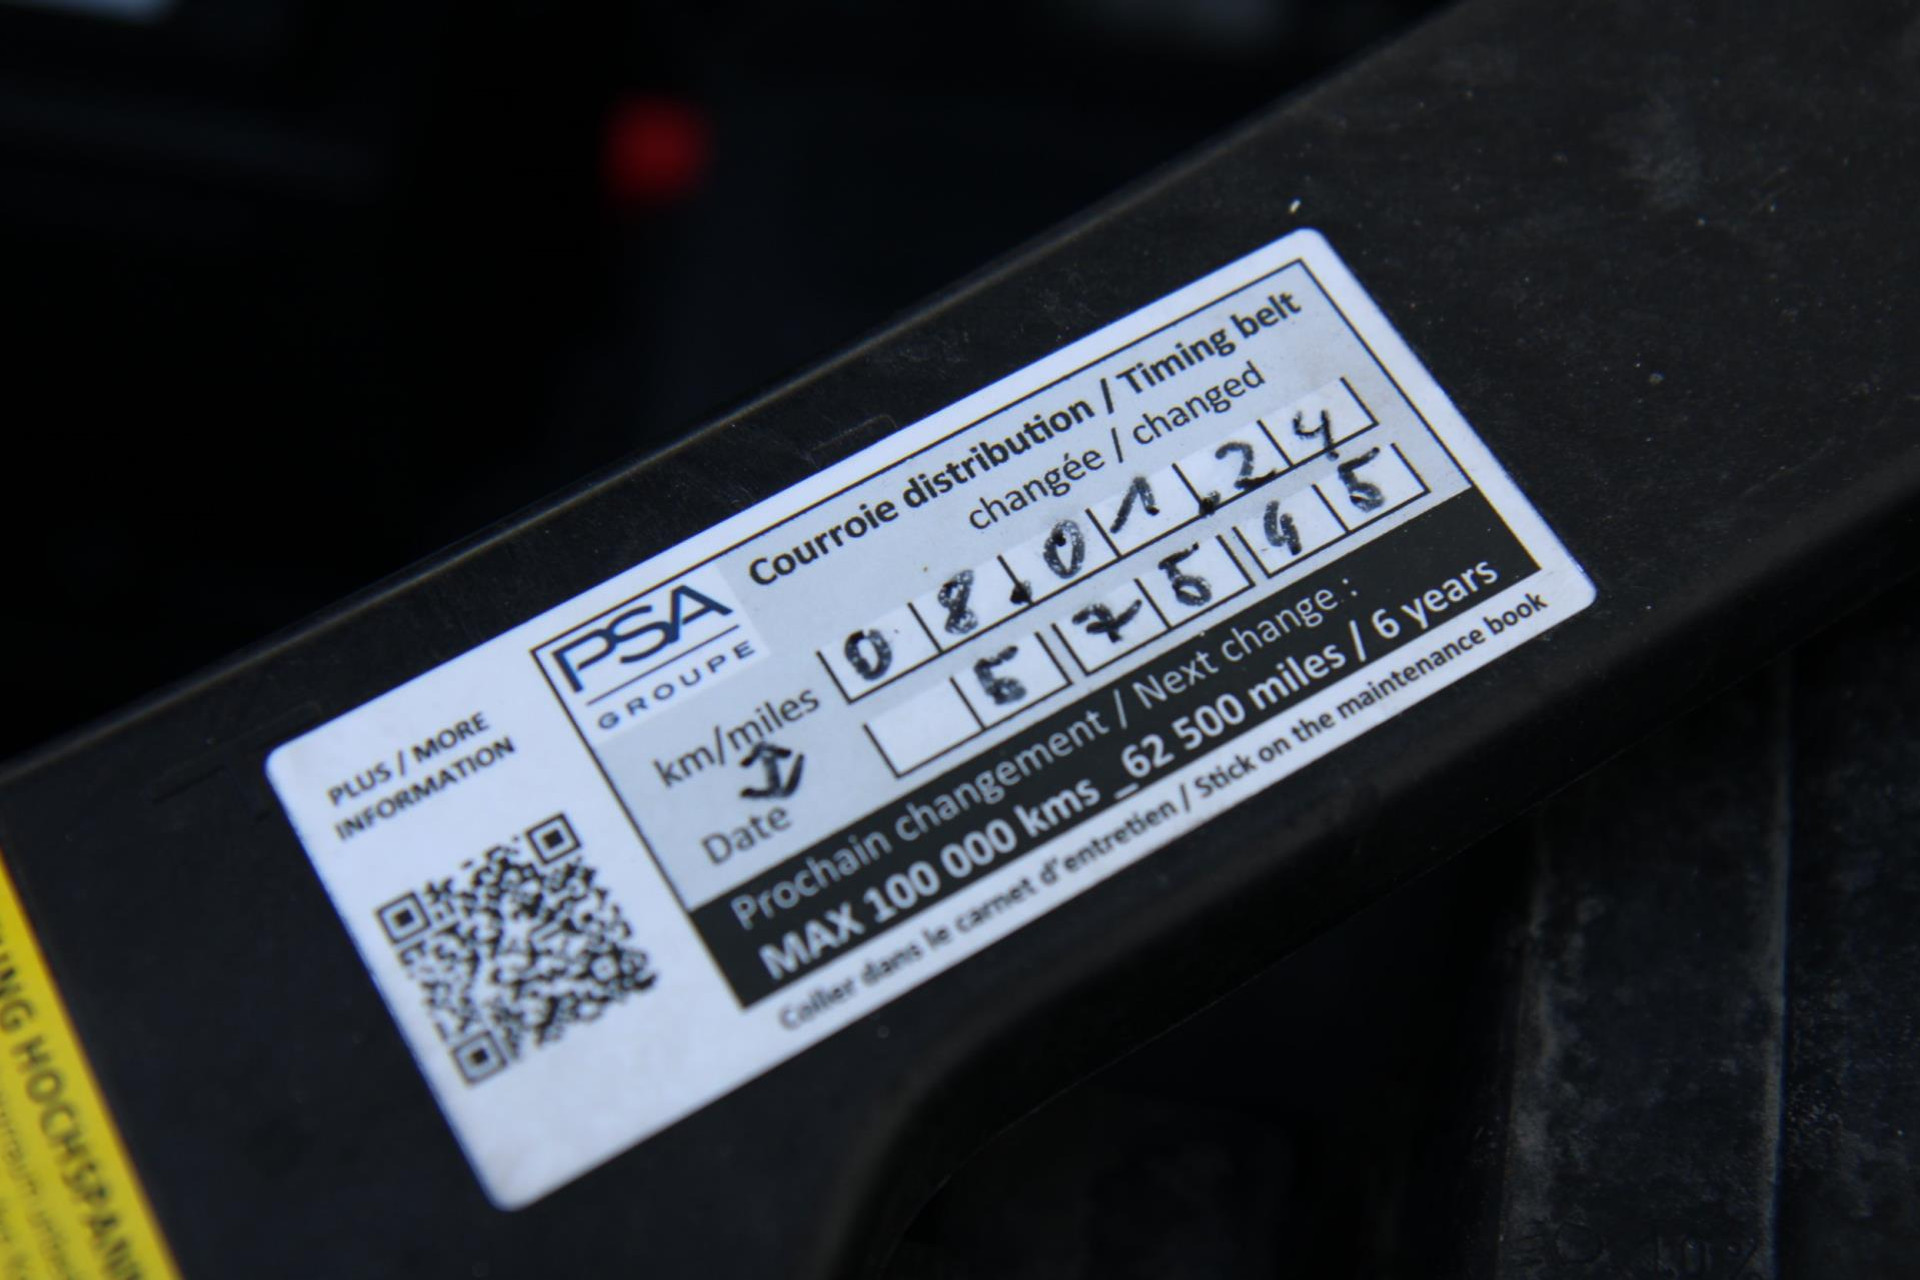 PLUS / MORE
INFORMATION
PSA
GROUPE
Courroie distribution / Timing belt
changée / changed
km/miles 08.01.24
Date 57545
Prochain changement / Next change :
MAX 100 000 kms _62 500 miles / 6 years
Coller dans le carnet d'entretien / Stick on the maintenance book
HOCHSPANN